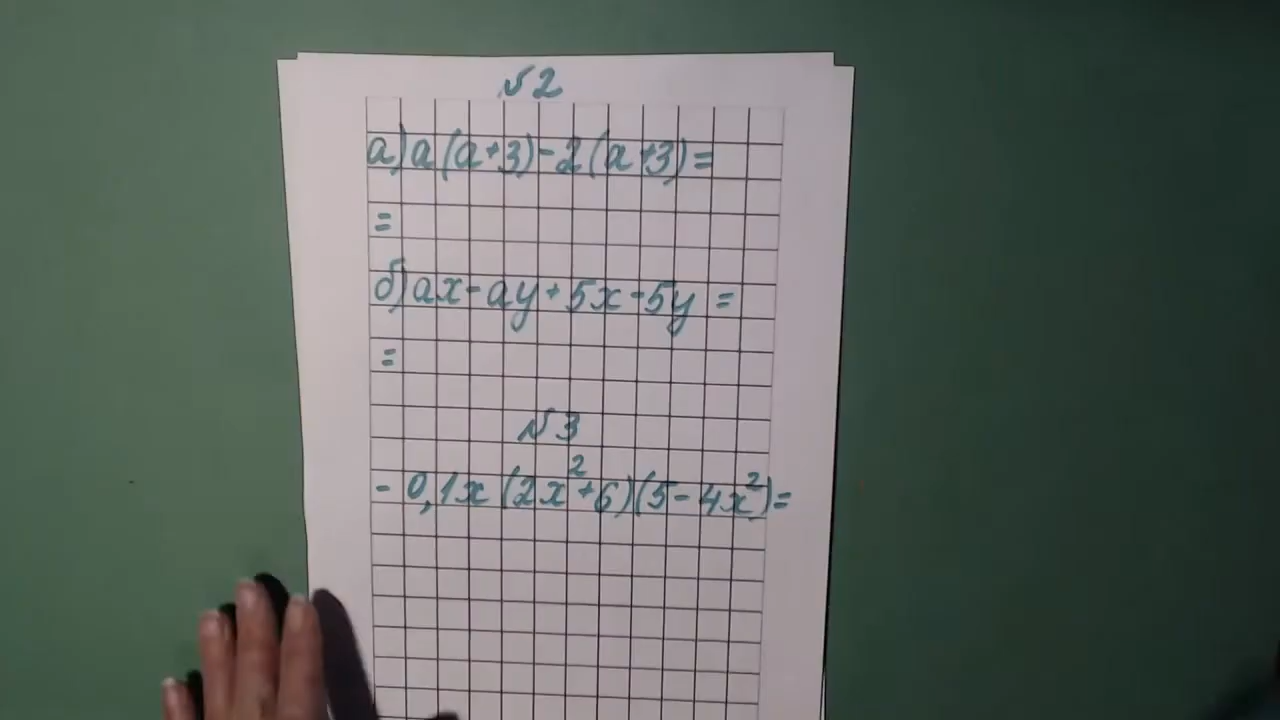 №2
а) a(a+3)-2(a+3)=
=
б) ax-ay+5x-5y=
=
№3
-0,1x(2x²+6)(5-4x²)=